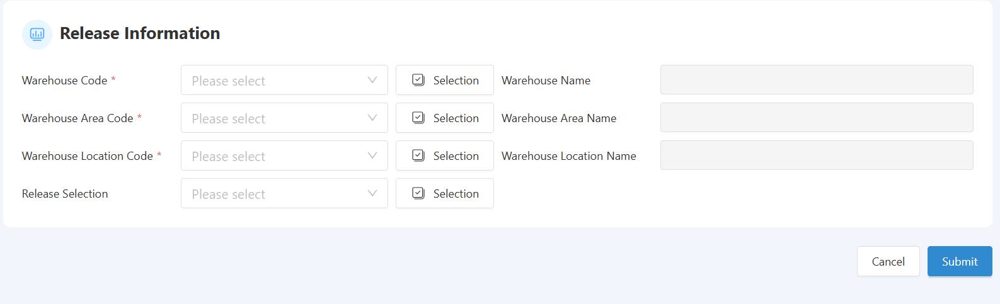 Release Information
Warehouse Code * Please select Selection Warehouse Name
Warehouse Area Code * Please select Selection Warehouse Area Name
Warehouse Location Code * Please select Selection Warehouse Location Name
Release Selection Please select Selection
Cancel Submit